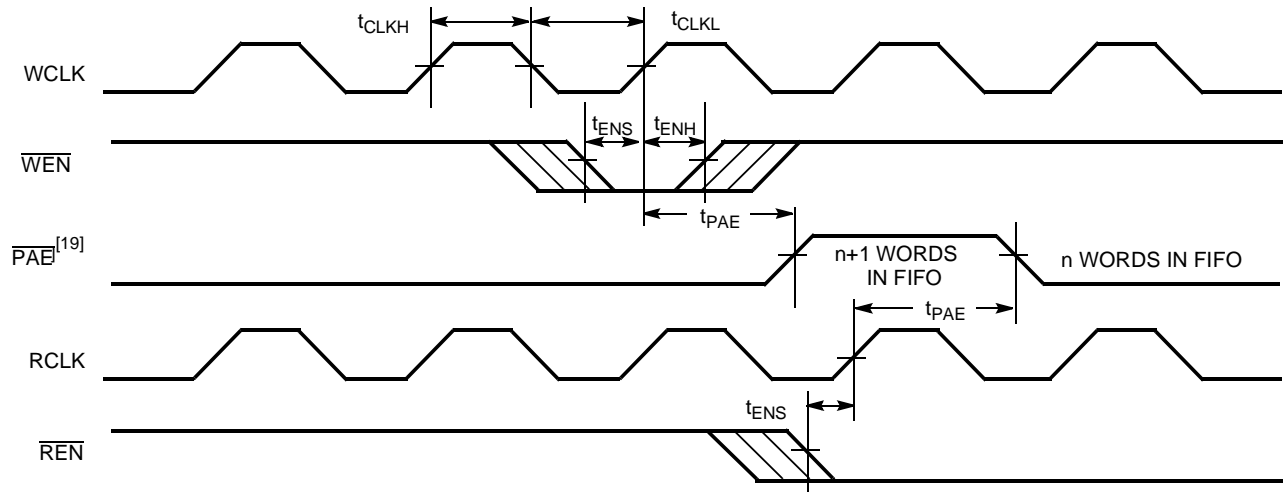 tCLKH
tCLKL
WCLK
tENS
tENH
WEN
tPAE
PAE[19]
n+1 WORDS
IN FIFO
n WORDS IN FIFO
tPAE
RCLK
tENS
REN